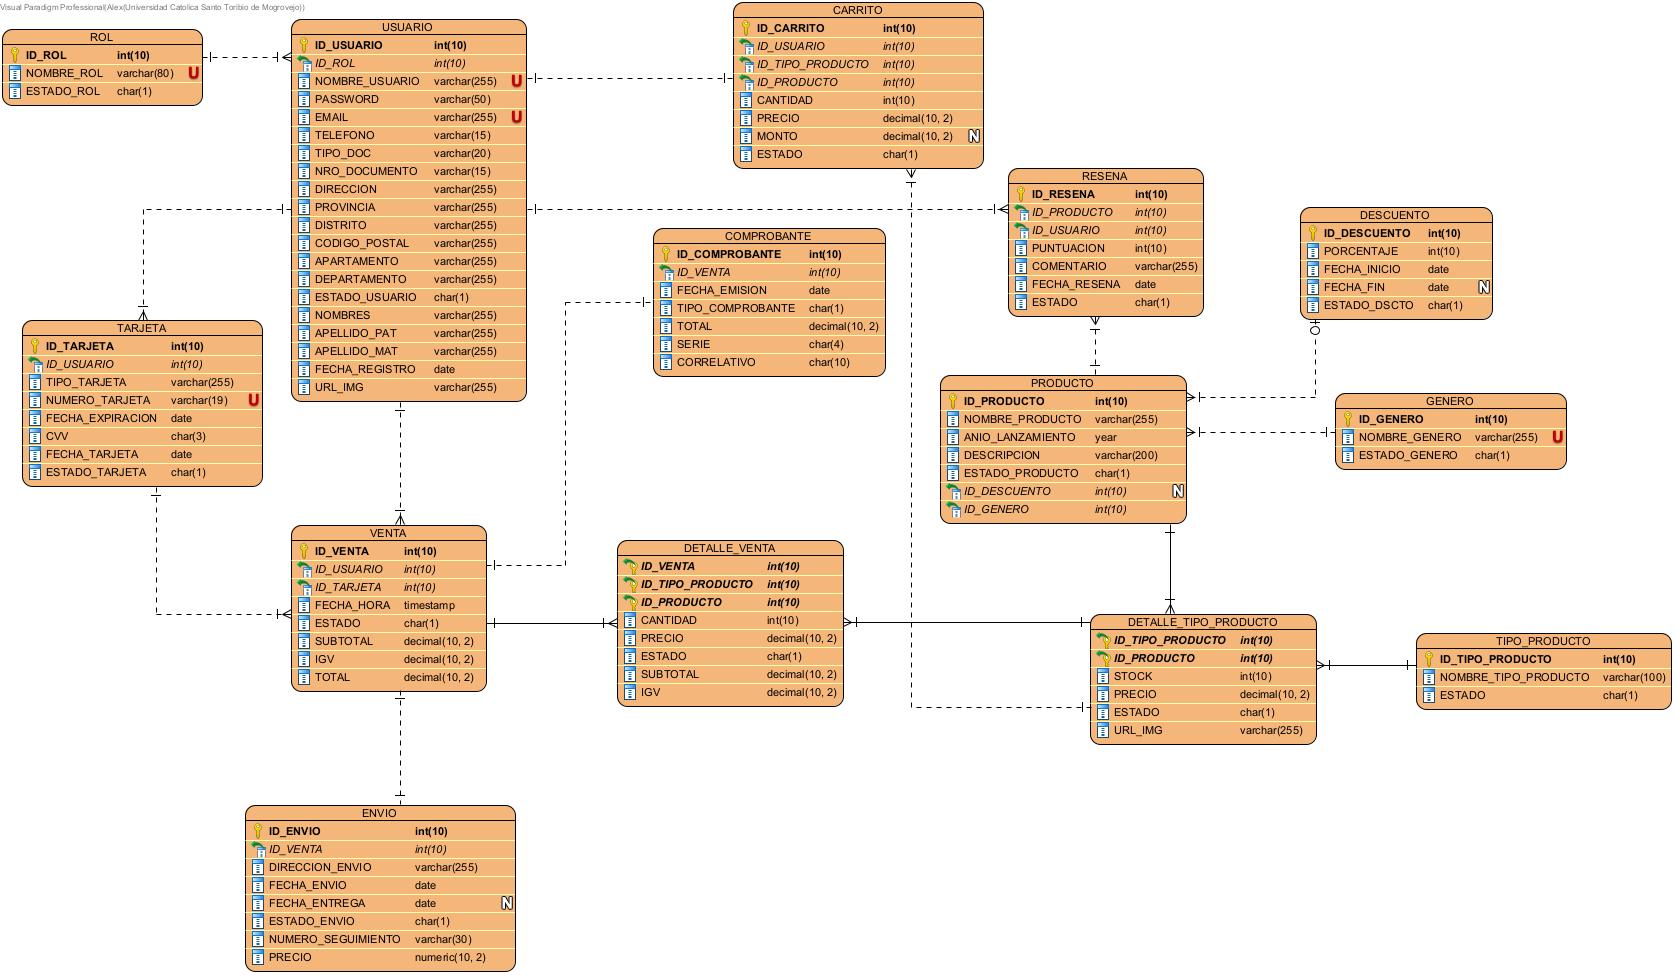 Visual Paradigm Professional(Alex(Universidad Catolica Santo Toribio de Mogrovejo))
ROL
ID_ROL int(10)
NOMBRE_ROL varchar(80) U
ESTADO_ROL char(1)
USUARIO
ID_USUARIO int(10)
ID_ROL int(10)
NOMBRE_USUARIO varchar(255) U
PASSWORD varchar(50)
EMAIL varchar(255) U
TELEFONO varchar(15)
TIPO_DOC varchar(20)
NRO_DOCUMENTO varchar(15)
DIRECCION varchar(255)
PROVINCIA varchar(255)
DISTRITO varchar(255)
CODIGO_POSTAL varchar(255)
APARTAMENTO varchar(255)
DEPARTAMENTO varchar(255)
ESTADO_USUARIO char(1)
NOMBRES varchar(255)
APELLIDO_PAT varchar(255)
APELLIDO_MAT varchar(255)
FECHA_REGISTRO date
URL_IMG varchar(255)
CARRITO
ID_CARRITO int(10)
ID_USUARIO int(10)
ID_TIPO_PRODUCTO int(10)
ID_PRODUCTO int(10)
CANTIDAD int(10)
PRECIO decimal(10, 2)
MONTO decimal(10, 2) N
ESTADO char(1)
RESENA
ID_RESENA int(10)
ID_PRODUCTO int(10)
ID_USUARIO int(10)
PUNTUACION int(10)
COMENTARIO varchar(255)
FECHA_RESENA date
ESTADO char(1)
DESCUENTO
ID_DESCUENTO int(10)
PORCENTAJE int(10)
FECHA_INICIO date
FECHA_FIN date N
ESTADO_DSCTO char(1)
COMPROBANTE
ID_COMPROBANTE int(10)
ID_VENTA int(10)
FECHA_EMISION date
TIPO_COMPROBANTE char(1)
TOTAL decimal(10, 2)
SERIE char(4)
CORRELATIVO char(10)
TARJETA
ID_TARJETA int(10)
ID_USUARIO int(10)
TIPO_TARJETA varchar(255)
NUMERO_TARJETA varchar(19) U
FECHA_EXPIRACION date
CVV char(3)
FECHA_TARJETA date
ESTADO_TARJETA char(1)
PRODUCTO
ID_PRODUCTO int(10)
NOMBRE_PRODUCTO varchar(255)
ANIO_LANZAMIENTO year
DESCRIPCION varchar(200)
ESTADO_PRODUCTO char(1)
ID_DESCUENTO int(10) N
ID_GENERO int(10)
GENERO
ID_GENERO int(10)
NOMBRE_GENERO varchar(255) U
ESTADO_GENERO char(1)
VENTA
ID_VENTA int(10)
ID_USUARIO int(10)
ID_TARJETA int(10)
FECHA_HORA timestamp
ESTADO char(1)
SUBTOTAL decimal(10, 2)
IGV decimal(10, 2)
TOTAL decimal(10, 2)
DETALLE_VENTA
ID_VENTA int(10)
ID_TIPO_PRODUCTO int(10)
ID_PRODUCTO int(10)
CANTIDAD int(10)
PRECIO decimal(10, 2)
ESTADO char(1)
SUBTOTAL decimal(10, 2)
IGV decimal(10, 2)
DETALLE_TIPO_PRODUCTO
ID_TIPO_PRODUCTO int(10)
ID_PRODUCTO int(10)
STOCK int(10)
PRECIO decimal(10, 2)
ESTADO char(1)
URL_IMG varchar(255)
TIPO_PRODUCTO
ID_TIPO_PRODUCTO int(10)
NOMBRE_TIPO_PRODUCTO varchar(100)
ESTADO char(1)
ENVIO
ID_ENVIO int(10)
ID_VENTA int(10)
DIRECCION_ENVIO varchar(255)
FECHA_ENVIO date
FECHA_ENTREGA date N
ESTADO_ENVIO char(1)
NUMERO_SEGUIMIENTO varchar(30)
PRECIO numeric(10, 2)